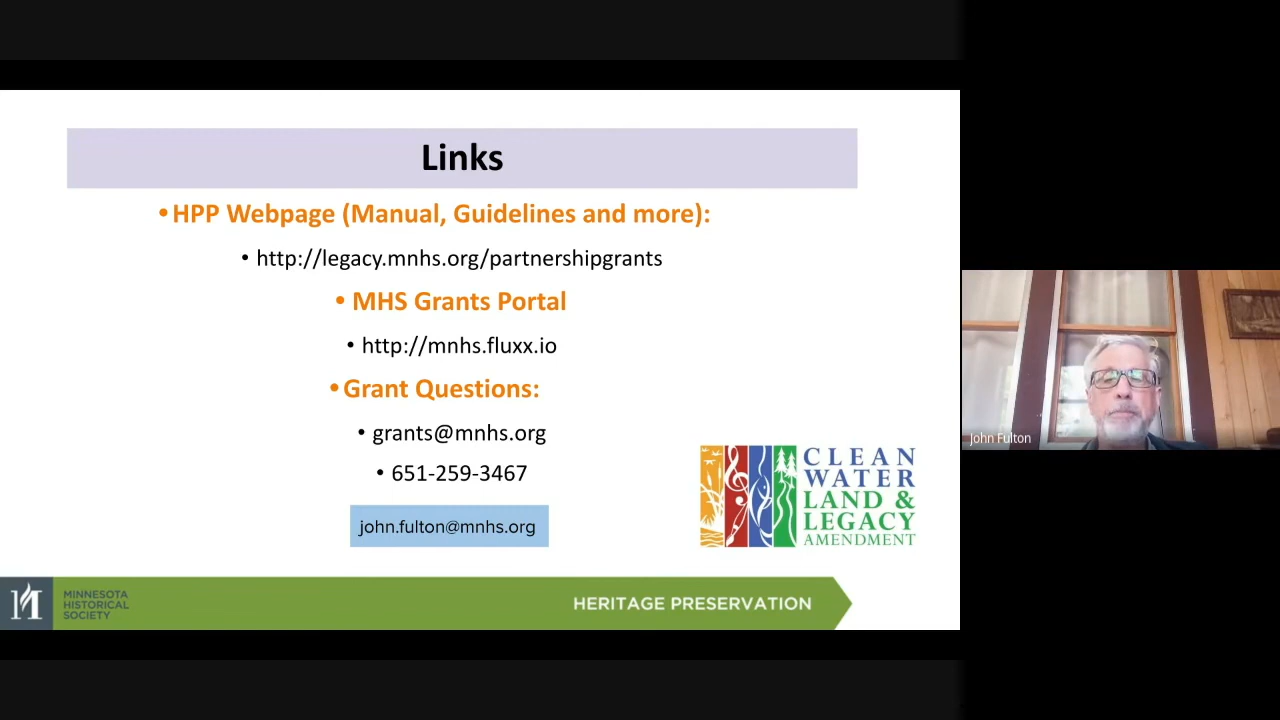 Links
•HPP Webpage (Manual, Guidelines and more):
• http://legacy.mnhs.org/partnershipgrants
• MHS Grants Portal
• http://mnhs.fluxx.io
•Grant Questions:
• grants@mnhs.org
• 651-259-3467
john.fulton@mnhs.org
CLEAN
WATER
LAND &
LEGACY
AMENDMENT
MINNESOTA
HISTORICAL
SOCIETY
HERITAGE PRESERVATION
John Fulton